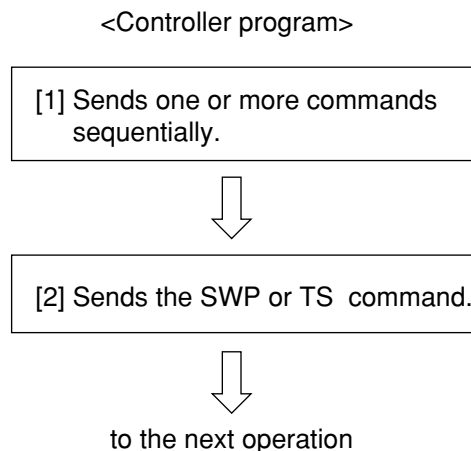 <Controller program>
[1] Sends one or more commands
sequentially.
[2] Sends the SWP or TS command.
to the next operation